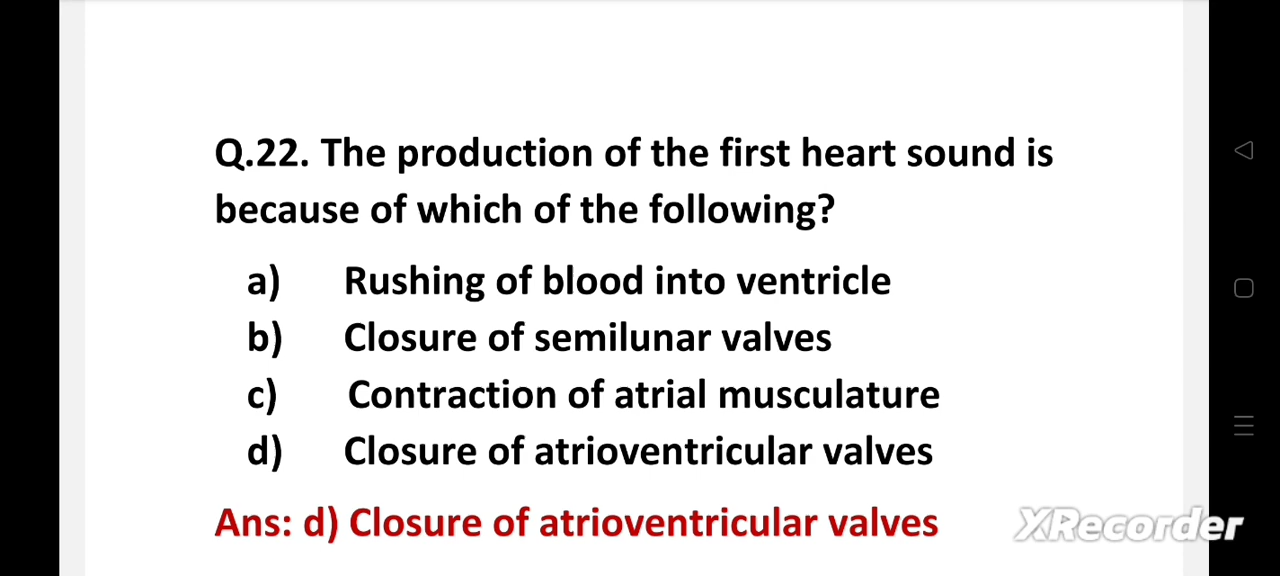 Q.22. The production of the first heart sound is
because of which of the following?
a) Rushing of blood into ventricle
b) Closure of semilunar valves
c) Contraction of atrial musculature
d) Closure of atrioventricular valves
Ans: d) Closure of atrioventricular valves
XRecorder